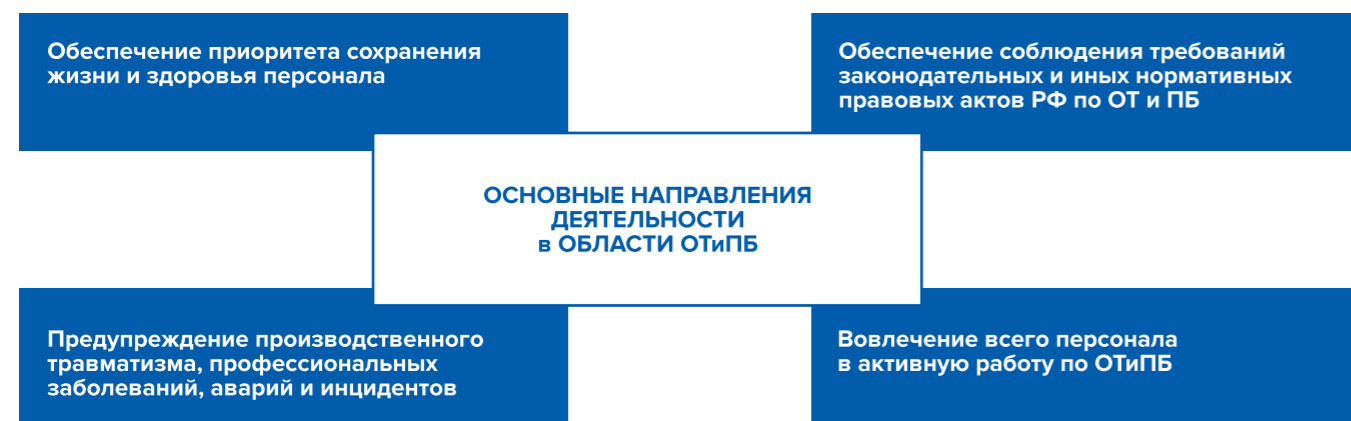 Обеспечение приоритета сохранения
жизни и здоровья персонала
Обеспечение соблюдения требований
законодательных и иных нормативных
правовых актов РФ по ОТ и ПБ
ОСНОВНЫЕ НАПРАВЛЕНИЯ
ДЕЯТЕЛЬНОСТИ
в ОБЛАСТИ ОТиПБ
Предупреждение производственного
травматизма, профессиональных
заболеваний, аварий и инцидентов
Вовлечение всего персонала
в активную работу по ОТиПБ